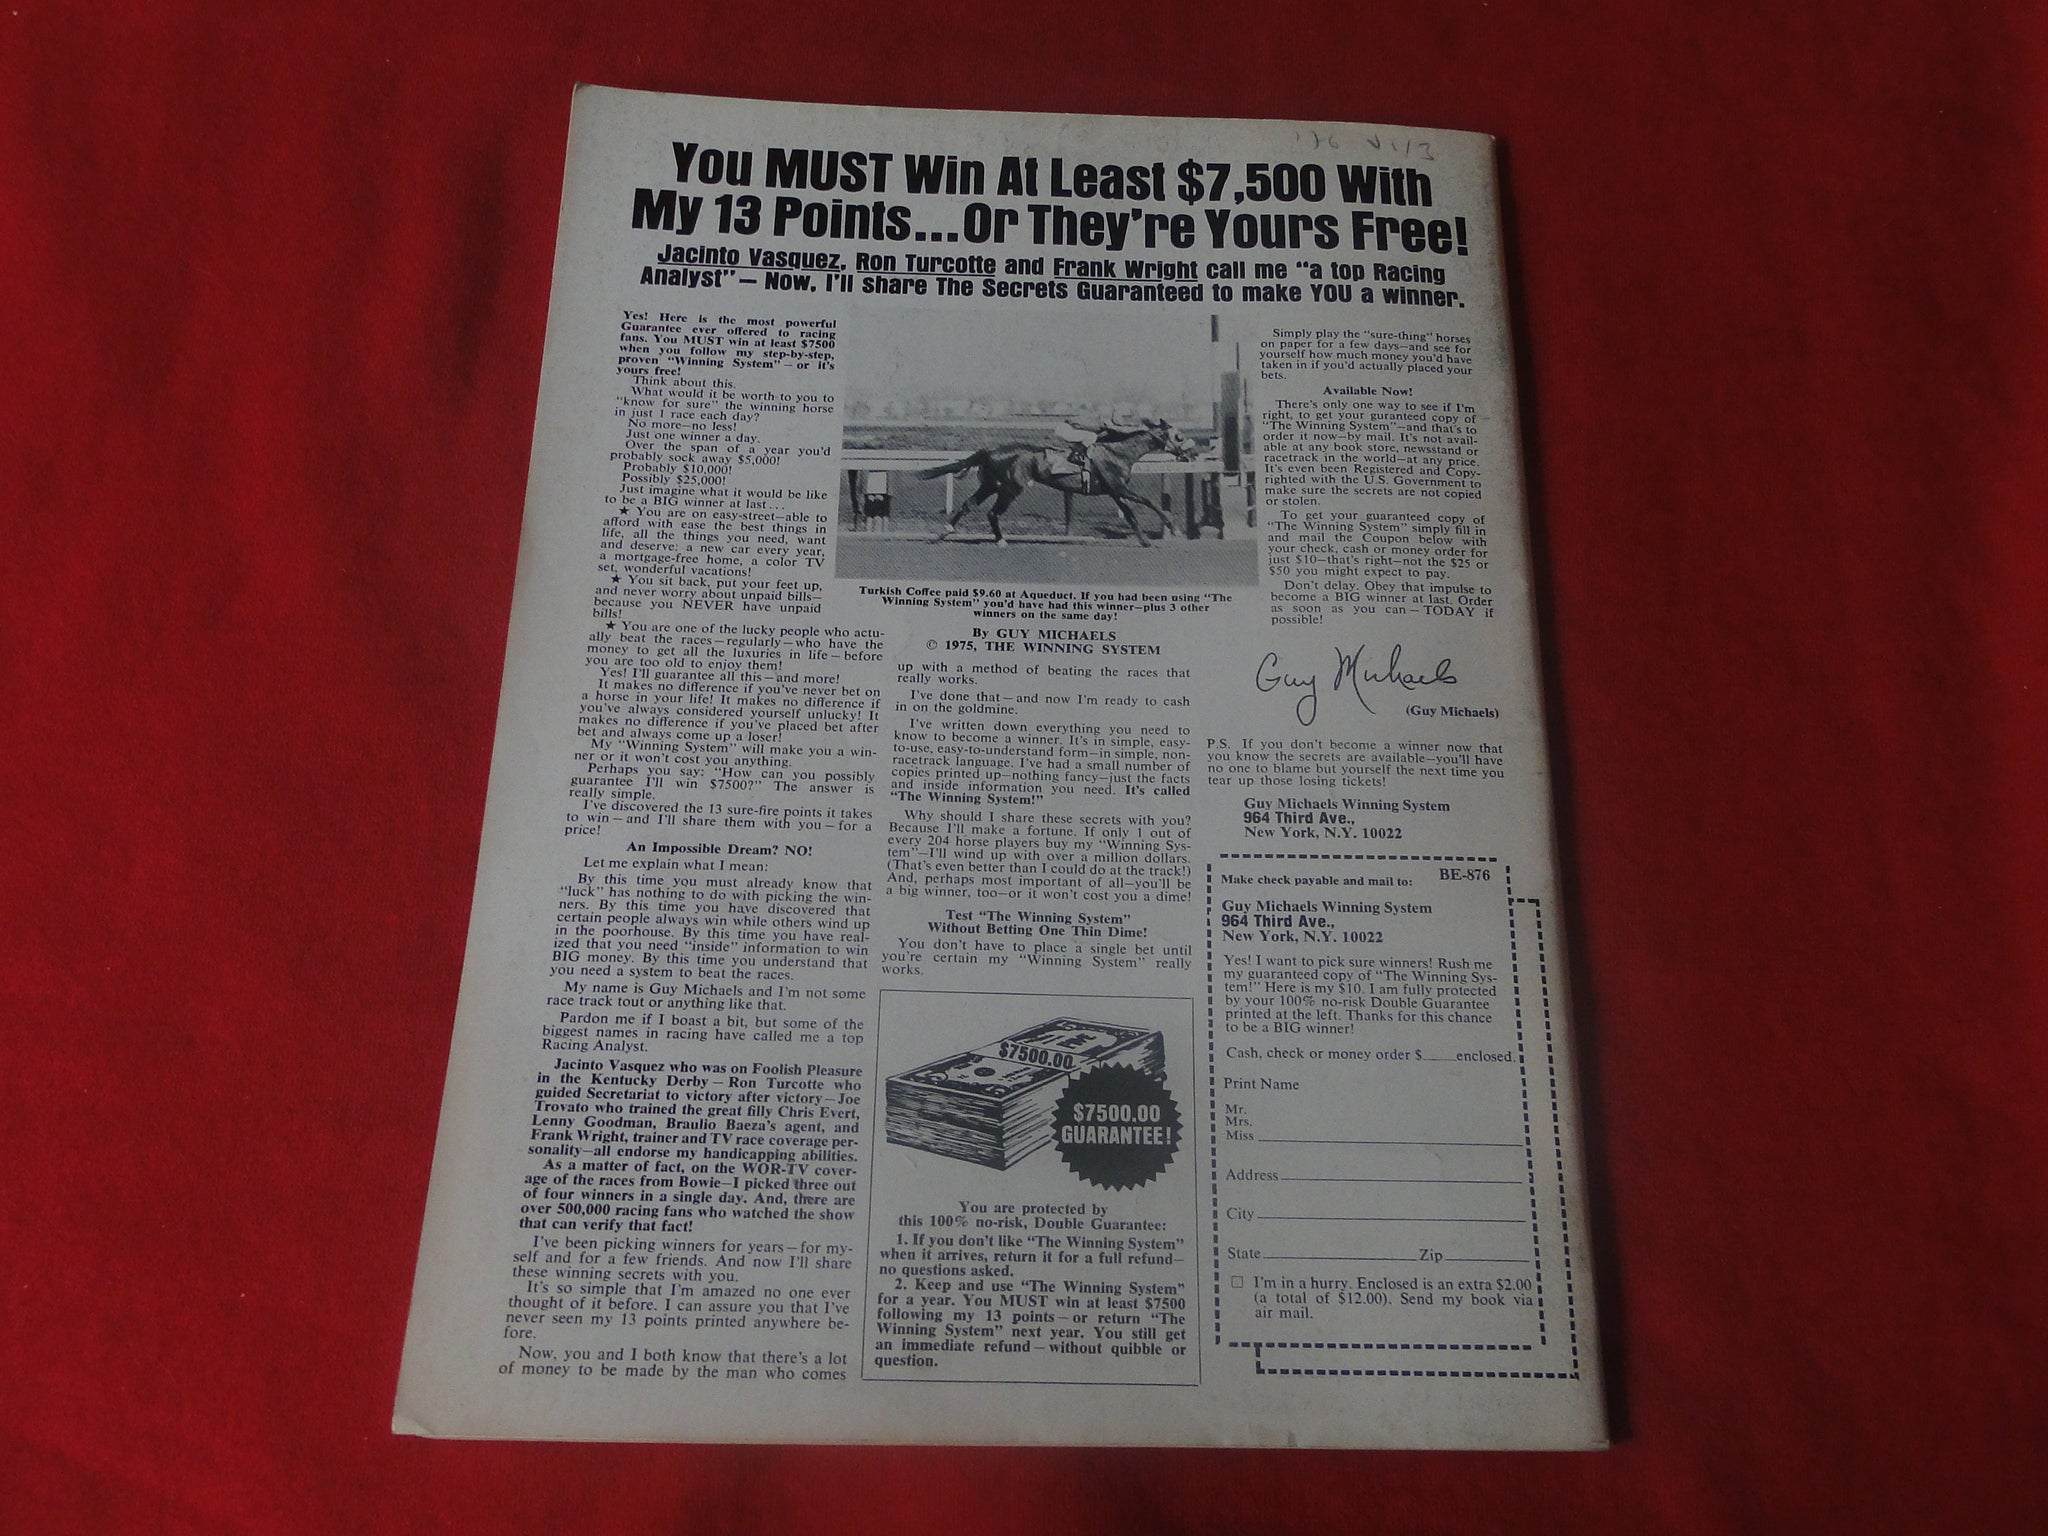 You MUST Win At Least $7,500 With
My 13 Points...Or They're Yours Free!
Jacinto Vasquez, Ron Turcotte and Frank Wright call me "a top Racing
Analyst" — Now, I'll share The Secrets Guaranteed to make YOU a winner.
Yes! Here is the most powerful
Guarantee ever offered to racing
fans. You MUST win at least $7500
when you follow my step-by-step,
proven "Winning System" — or it's
yours free!
Think about this.
What would it be worth to you to
"know for sure" the winning horse
in just 1 race each day?
No more—no less!
Just one winner a day.
Over the span of a year you'd
probably sock away $5,000!
Probably $10,000!
Possibly $25,000!
Just imagine what it would be like
to be a BIG winner at last...
★ You are on easy-street—able to
afford with ease the best things in
life, all the things you need, want
and deserve: a new car every year,
a mortgage-free home, a color TV
set, wonderful vacations!
★ You sit back, put your feet up,
and never worry about unpaid bills—
because you NEVER have unpaid
bills!
★ You are one of the lucky people who actu-
ally beat the races—regularly—who have the
money to get all the luxuries in life—before
you are too old to enjoy them!
Yes! I'll guarantee all this—and more!
It makes no difference if you've never bet on
a horse in your life! It makes no difference if
you've always considered yourself unlucky! It
makes no difference if you've placed bet after
bet and always come up a loser!
My "Winning System" will make you a win-
ner or it won't cost you anything.
Perhaps you say: "How can you possibly
guarantee I'll win $7500?" The answer is
really simple.
I've discovered the 13 sure-fire points it takes
to win—and I'll share them with you—for a
price!
An Impossible Dream? NO!
Let me explain what I mean:
By this time you must already know that
"luck" has nothing to do with picking the win-
ners. By this time you have discovered that
certain people always win while others wind up
in the poorhouse. By this time you have real-
ized that you need "inside" information to win
BIG money. By this time you understand that
you need a system to beat the races.
My name is Guy Michaels and I'm not some
race track tout or anything like that.
Pardon me if I boast a bit, but some of the
biggest names in racing have called me a top
Racing Analyst.
Jacinto Vasquez who was on Foolish Pleasure
in the Kentucky Derby — Ron Turcotte who
guided Secretariat to victory after victory—Joe
Trovato who trained the great filly Chris Evert,
Lenny Goodman, Braulio Baeza's agent, and
Frank Wright, trainer and TV race coverage per-
sonality—all endorse my handicapping abilities.
As a matter of fact, on the WOR-TV cover-
age of the races from Bowie—I picked three out
of four winners in a single day. And, there are
over 500,000 racing fans who watched the show
that can verify that fact!
I've been picking winners for years—for my-
self and for a few friends. And now I'll share
these winning secrets with you.
It's so simple that I'm amazed no one ever
thought of it before. I can assure you that I've
never seen my 13 points printed anywhere be-
fore.
Now, you and I both know that there's a lot
of money to be made by the man who comes
Turkish Coffee paid $9.60 at Aqueduct. If you had been using "The
Winning System" you'd have had this winner—plus 3 other
winners on the same day!
By GUY MICHAELS
© 1975, THE WINNING SYSTEM
up with a method of beating the races that
really works.
I've done that—and now I'm ready to cash
in on the goldmine.
I've written down everything you need to
know to become a winner. It's in simple, easy-
to-use, easy-to-understand form—in simple, non-
racetrack language. I've had a small number of
copies printed up—nothing fancy—just the facts
and inside information you need. It's called
"The Winning System!"
Why should I share these secrets with you?
Because I'll make a fortune. If only 1 out of
every 204 horse players buy my "Winning Sys-
tem"—I'll wind up with over a million dollars.
(That's even better than I could do at the track!)
And, perhaps most important of all—you'll be
a big winner, too—or it won't cost you a dime!
Test "The Winning System"
Without Betting One Thin Dime!
You don't have to place a single bet until
you're certain my "Winning System" really
works.
$7500.00
$7500.00
GUARANTEE!
You are protected by
this 100% no-risk, Double Guarantee:
1. If you don't like "The Winning System"
when it arrives, return it for a full refund—
no questions asked.
2. Keep and use "The Winning System"
for a year. You MUST win at least $7500
following my 13 points—or return "The
Winning System" next year. You still get
an immediate refund—without quibble or
question.
Simply play the "sure-thing" horses
on paper for a few days—and see for
yourself how much money you'd have
taken in if you'd actually placed your
bets.
Available Now!
There's only one way to see if I'm
right, to get your guranteed copy of
"The Winning System"—and that's to
order it now—by mail. It's not avail-
able at any book store, newsstand or
racetrack in the world—at any price.
It's even been Registered and Copy-
righted with the U.S. Government to
make sure the secrets are not copied
or stolen.
To get your guaranteed copy of
"The Winning System" simply fill in
and mail the Coupon below with
your check, cash or money order for
just $10—that's right—not the $25 or
$50 you might expect to pay.
Don't delay. Obey that impulse to
become a BIG winner at last. Order
as soon as you can — TODAY if
possible!
Guy Michaels
(Guy Michaels)
P.S. If you don't become a winner now that
you know the secrets are available—you'll have
no one to blame but yourself the next time you
tear up those losing tickets!
Guy Michaels Winning System
964 Third Ave.,
New York, N.Y. 10022
BE-876
Make check payable and mail to:
Guy Michaels Winning System
964 Third Ave.,
New York, N.Y. 10022
Yes! I want to pick sure winners! Rush me
my guaranteed copy of "The Winning Sys-
tem!" Here is my $10. I am fully protected
by your 100% no-risk Double Guarantee
printed at the left. Thanks for this chance
to be a BIG winner!
Cash, check or money order $____enclosed.
Print Name
Mr.
Mrs.
Miss
Address
City
State Zip
☐ I'm in a hurry. Enclosed is an extra $2.00
(a total of $12.00). Send my book via
air mail.